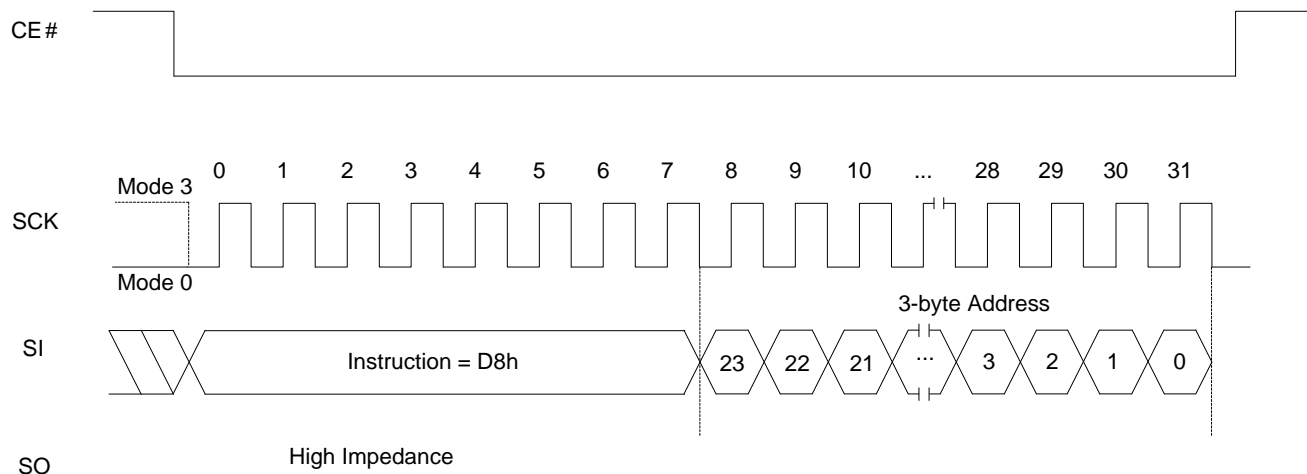 CE #
0 1 2 3 4 5 6 7 8 9 10 ... 28 29 30 31
Mode 3
SCK
Mode 0
3-byte Address
SI
Instruction = D8h
23 22 21 ... 3 2 1 0
High Impedance
SO